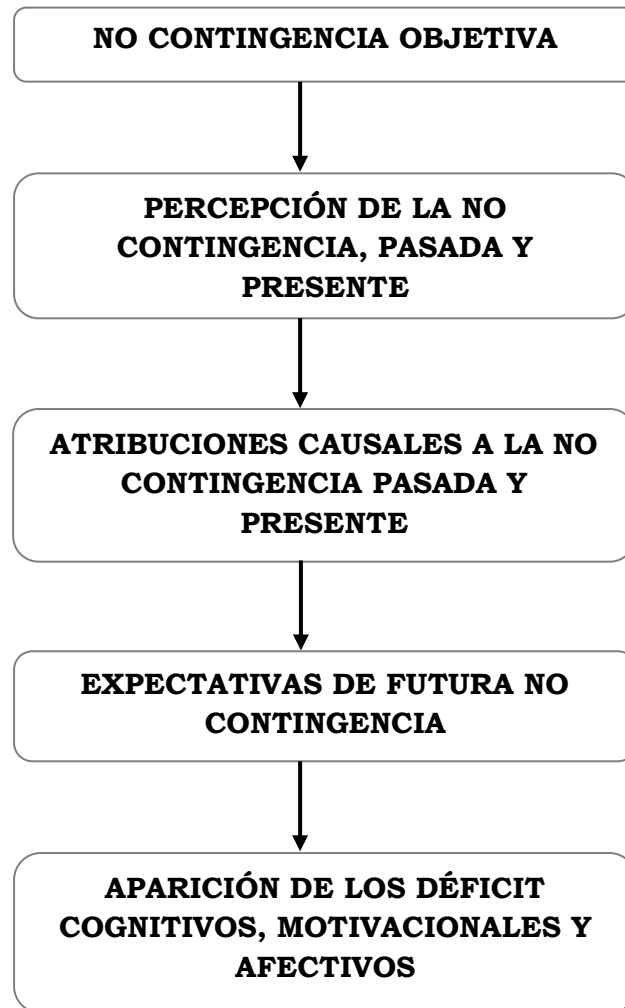 NO CONTINGENCIA OBJETIVA
PERCEPCIÓN DE LA NO
CONTINGENCIA, PASADA Y
PRESENTE
ATRIBUCIONES CAUSALES A LA NO
CONTINGENCIA PASADA Y
PRESENTE
EXPECTATIVAS DE FUTURA NO
CONTINGENCIA
APARICIÓN DE LOS DÉFICIT
COGNITIVOS, MOTIVACIONALES Y
AFECTIVOS